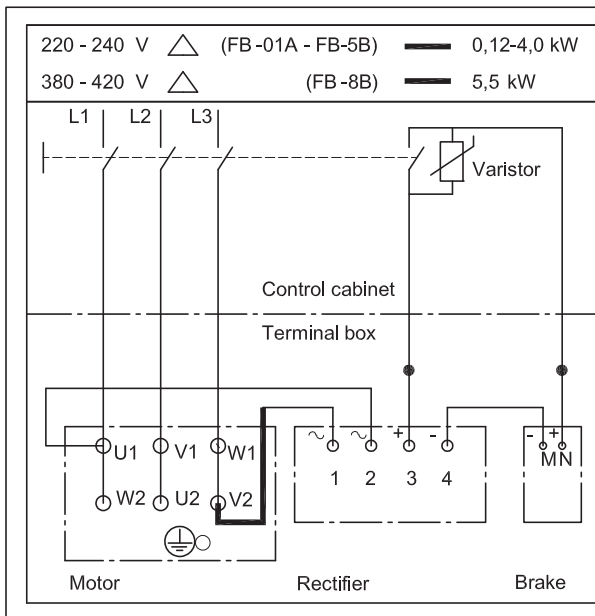 220 - 240 V △ (FB-01A - FB-5B) 0,12-4,0 kW
380 - 420 V △ (FB-8B) 5,5 kW
L1 L2 L3
Varistor
Control cabinet
Terminal box
U1 V1 W1 ~ ~ + - - +
MN
1 2 3 4
W2 U2 V2
Motor Rectifier Brake